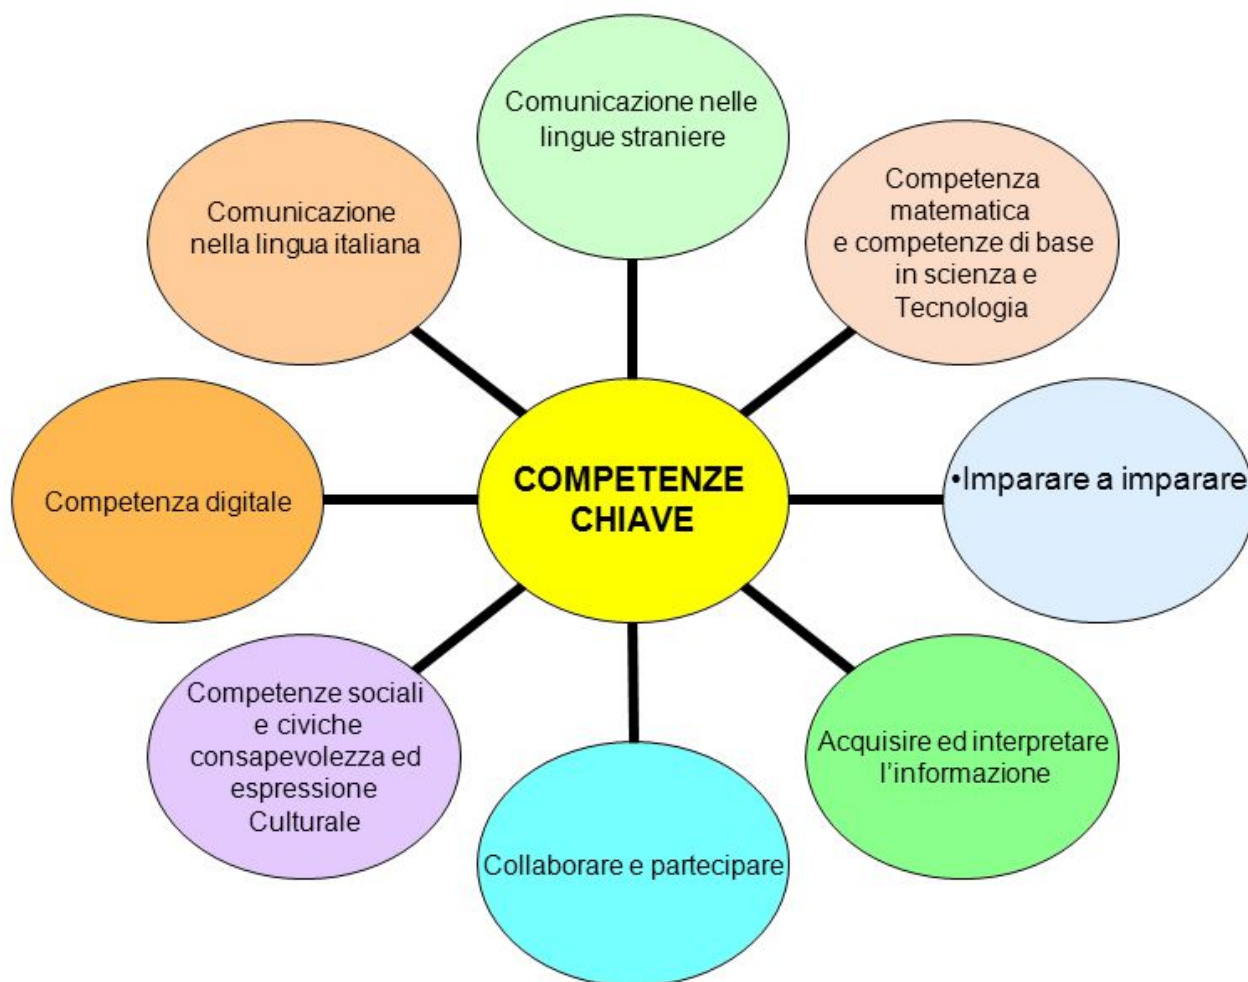 Comunicazione nelle
lingue straniere
Comunicazione
nella lingua italiana
Competenza
matematica
e competenze di base
in scienza e
Tecnologia
Competenza digitale
COMPETENZE
CHIAVE
•Imparare a imparare
Competenze sociali
e civiche
consapevolezza ed
espressione
Culturale
Acquisire ed interpretare
l’informazione
Collaborare e partecipare